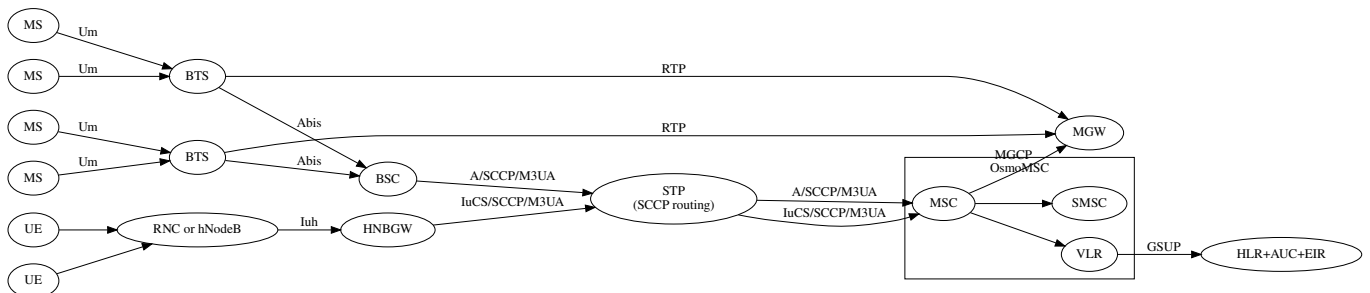 MS
Um
MS
Um
BTS
RTP
MS
Um
Abis
RTP
MGW
MS
Um
BTS
Abis
BSC
MGCP
OsmoMSC
A/SCCP/M3UA
STP
(SCCP routing)
A/SCCP/M3UA
MSC
SMSC
IuCS/SCCP/M3UA
IuCS/SCCP/M3UA
UE
RNC or hNodeB
Iuh
HNBGW
VLR
GSUP
HLR+AUC+EIR
UE